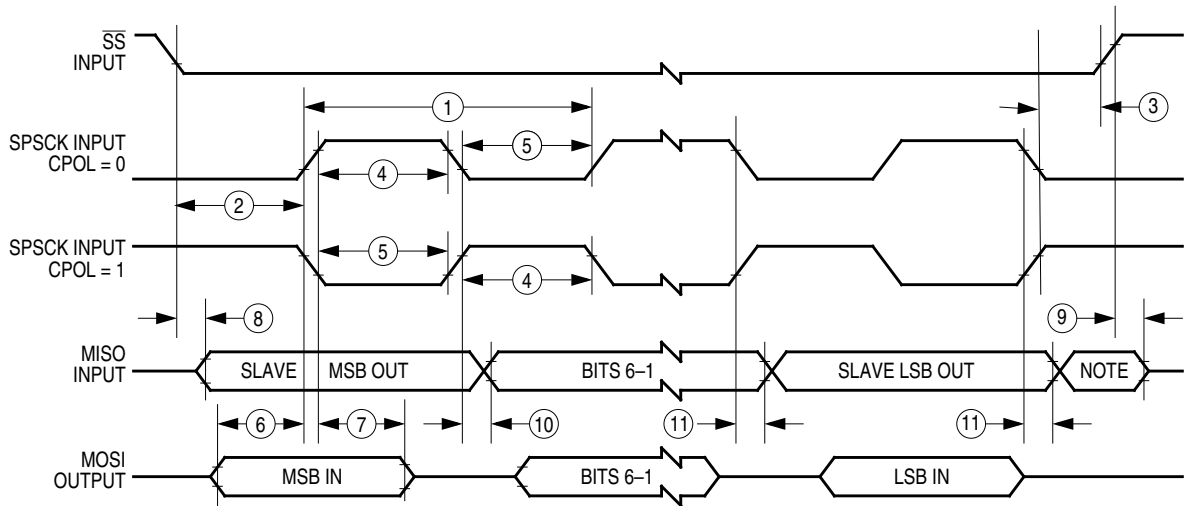 SS
INPUT
1
3
SPSCK INPUT
CPOL = 0
5
4
2
SPSCK INPUT
CPOL = 1
5
4
8
9
MISO
INPUT
SLAVE MSB OUT
BITS 6–1
SLAVE LSB OUT
NOTE
6
7
10
11
11
MOSI
OUTPUT
MSB IN
BITS 6–1
LSB IN